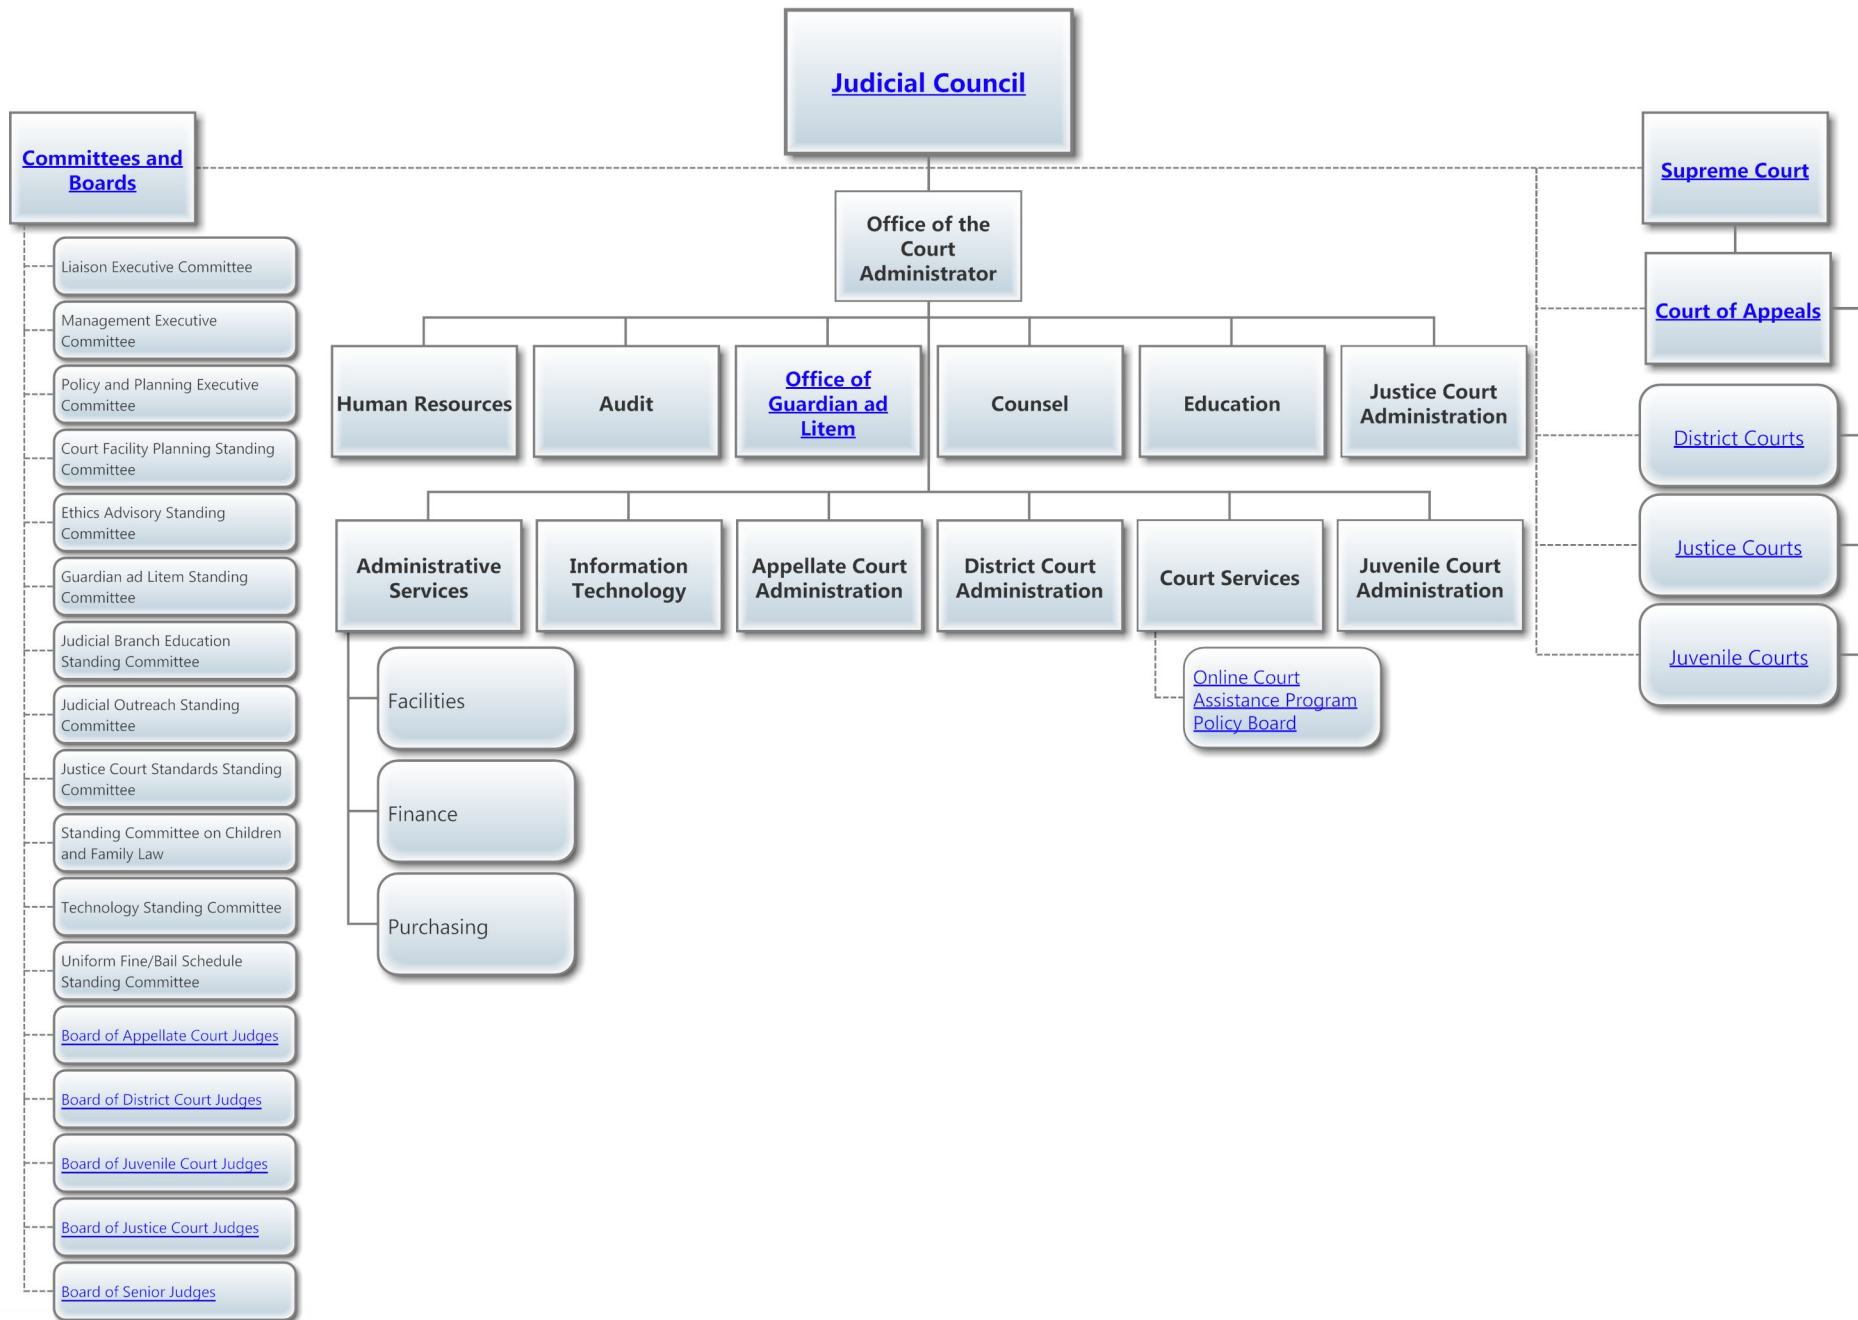 Judicial Council
Committees and
Boards
Supreme Court
Office of the
Court
Administrator
Court of Appeals
Liaison Executive Committee
Management Executive
Committee
Policy and Planning Executive
Committee
Court Facility Planning Standing
Committee
Ethics Advisory Standing
Committee
Guardian ad Litem Standing
Committee
Judicial Branch Education
Standing Committee
Judicial Outreach Standing
Committee
Justice Court Standards Standing
Committee
Standing Committee on Children
and Family Law
Technology Standing Committee
Uniform Fine/Bail Schedule
Standing Committee
Board of Appellate Court Judges
Board of District Court Judges
Board of Juvenile Court Judges
Board of Justice Court Judges
Board of Senior Judges
Human Resources
Audit
Office of
Guardian ad
Litem
Counsel
Education
Justice Court
Administration
Administrative
Services
Information
Technology
Appellate Court
Administration
District Court
Administration
Court Services
Juvenile Court
Administration
Facilities
Finance
Purchasing
Online Court
Assistance Program
Policy Board
District Courts
Justice Courts
Juvenile Courts